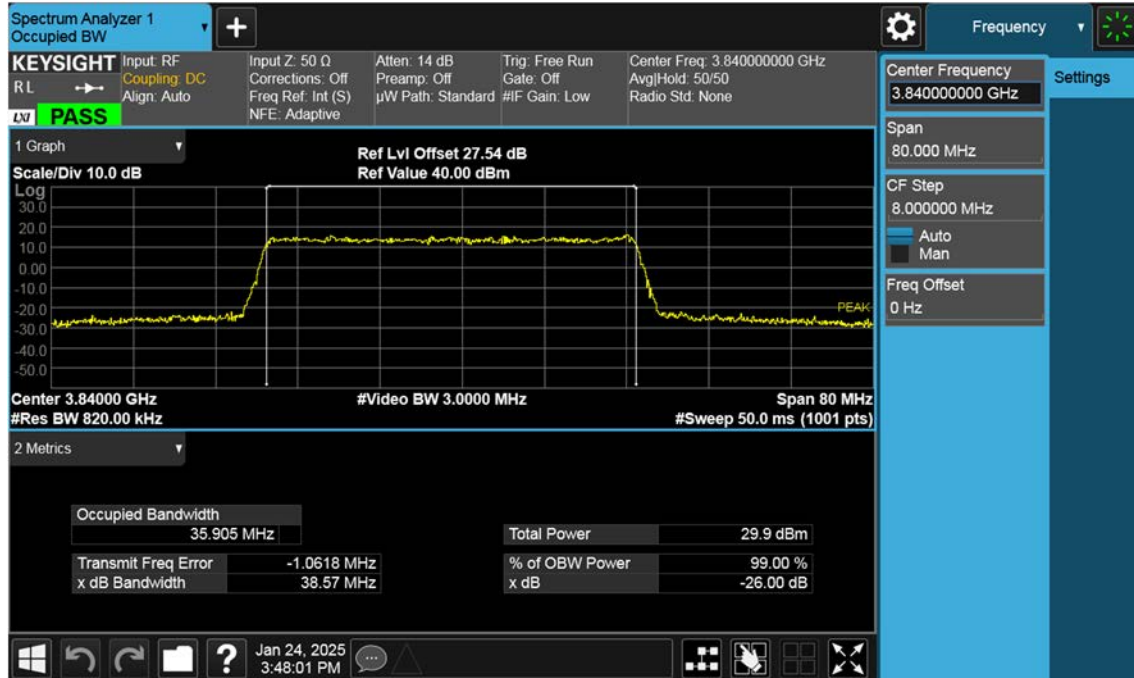 Spectrum Analyzer 1
Occupied BW
+
Frequency
KEYSIGHT
R L
LXI PASS
Input: RF
Coupling: DC
Align: Auto
Input Z: 50 Ω
Corrections: Off
Freq Ref: Int (S)
NFE: Adaptive
Atten: 14 dB
Preamp: Off
µW Path: Standard
Trig: Free Run
Gate: Off
#IF Gain: Low
Center Freq: 3.840000000 GHz
Avg|Hold: 50/50
Radio Std: None
Center Frequency
3.840000000 GHz
Settings
Span
80.000 MHz
CF Step
8.000000 MHz
Auto
Man
Freq Offset
0 Hz
1 Graph
Scale/Div 10.0 dB
Ref Lvl Offset 27.54 dB
Ref Value 40.00 dBm
Log
30.0
20.0
10.0
0.00
-10.0
-20.0
-30.0
-40.0
-50.0
PEAK
Center 3.84000 GHz
#Video BW 3.0000 MHz
Span 80 MHz
#Res BW 820.00 kHz
#Sweep 50.0 ms (1001 pts)
2 Metrics
Occupied Bandwidth
35.905 MHz
Total Power 29.9 dBm
Transmit Freq Error -1.0618 MHz
% of OBW Power 99.00 %
x dB Bandwidth 38.57 MHz
x dB -26.00 dB
?
Jan 24, 2025
3:48:01 PM